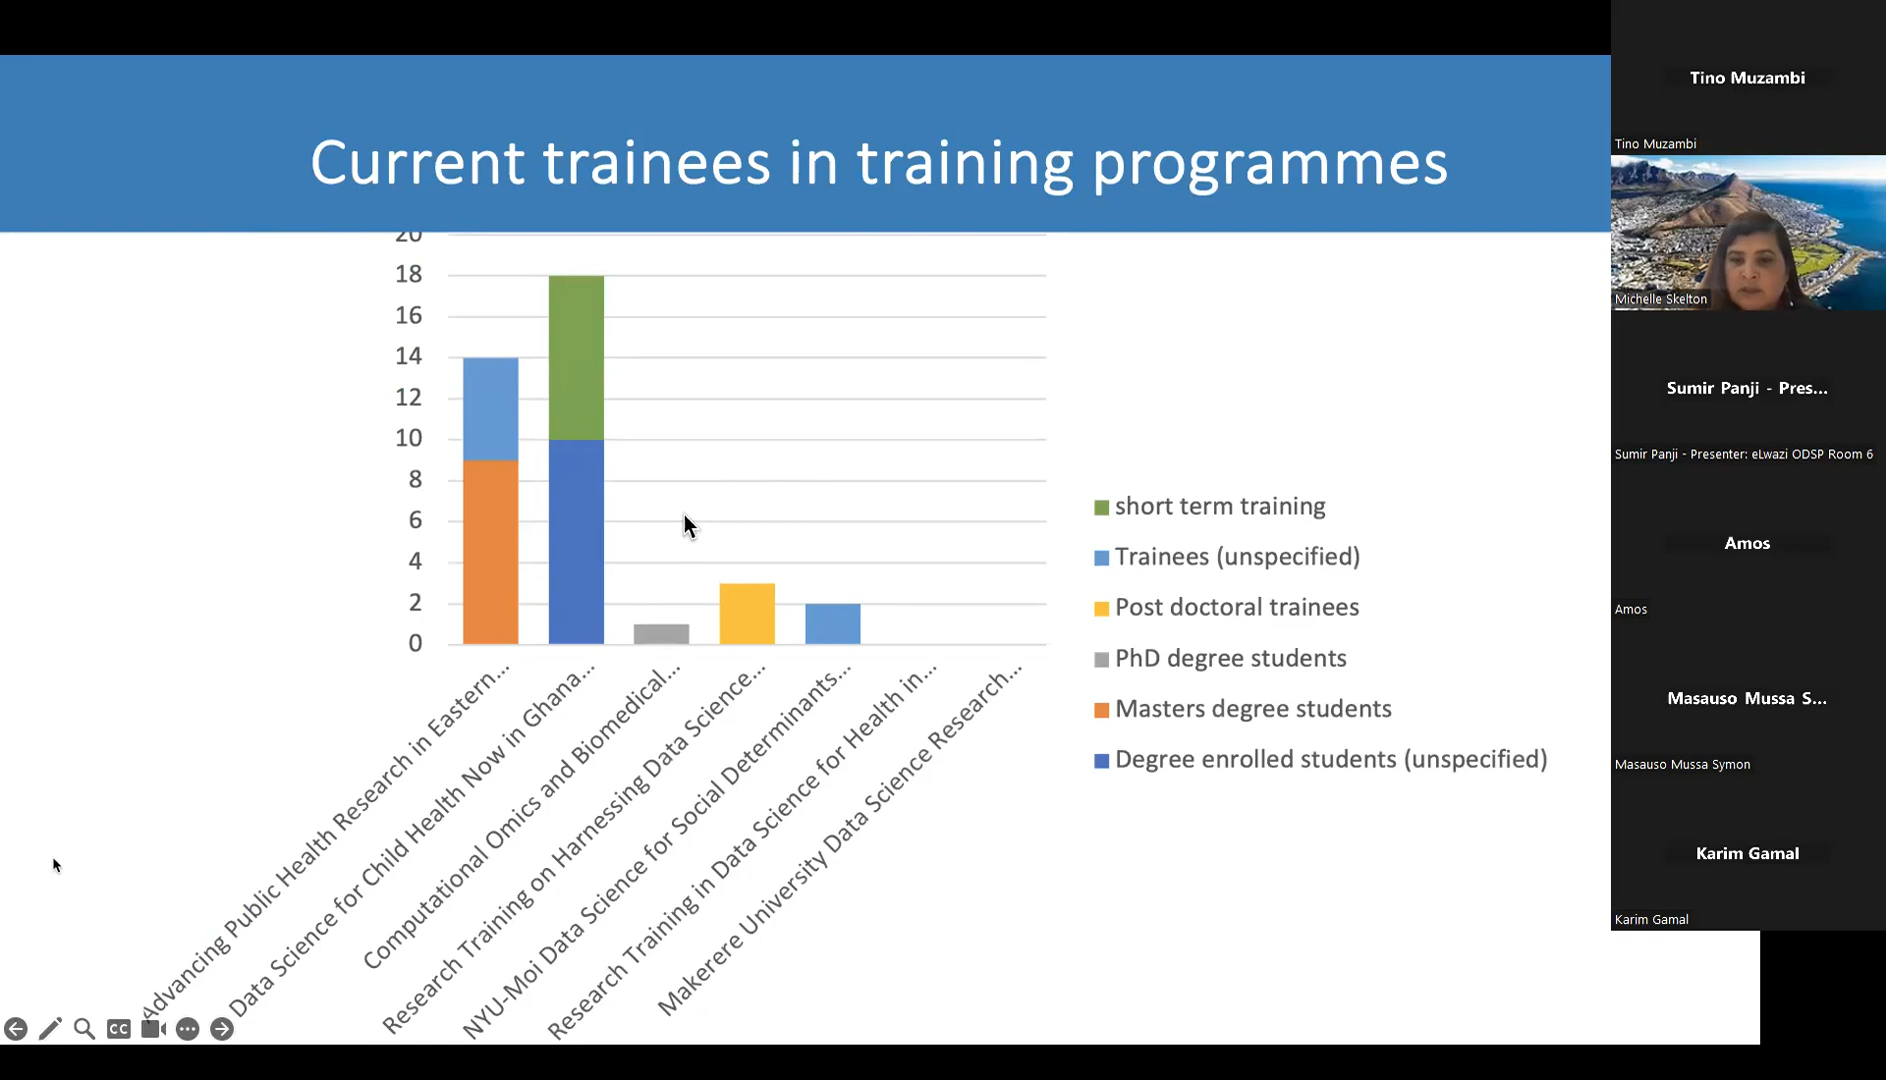 Current trainees in training programmes
20
18
16
14
12
10
8
6
4
2
0
Advancing Public Health Research in Eastern...
Data Science for Child Health Now in Ghana...
Computational Omics and Biomedical...
Research Training on Harnessing Data Science...
NYU-Moi Data Science for Social Determinants...
Research Training in Data Science for Health in...
Makerere University Data Science Research...
short term training
Trainees (unspecified)
Post doctoral trainees
PhD degree students
Masters degree students
Degree enrolled students (unspecified)
CC
Tino Muzambi
Tino Muzambi
Michelle Skelton
Sumir Panji - Pres...
Sumir Panji - Presenter: eLwazi ODSP Room 6
Amos
Amos
Masauso Mussa S...
Masauso Mussa Symon
Karim Gamal
Karim Gamal